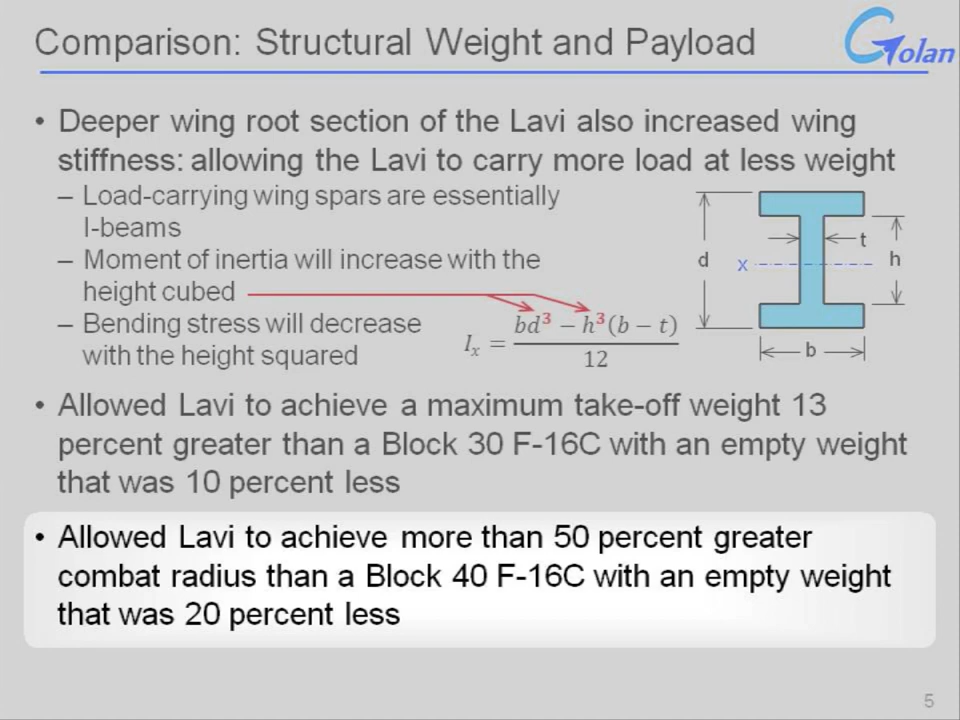 Comparison: Structural Weight and Payload
Golan
• Deeper wing root section of the Lavi also increased wing
stiffness: allowing the Lavi to carry more load at less weight
– Load-carrying wing spars are essentially
I-beams
– Moment of inertia will increase with the
height cubed
– Bending stress will decrease
with the height squared
I_x = (bd³ − h³(b − t)) / 12
d
x
t
h
b
• Allowed Lavi to achieve a maximum take-off weight 13
percent greater than a Block 30 F-16C with an empty weight
that was 10 percent less
• Allowed Lavi to achieve more than 50 percent greater
combat radius than a Block 40 F-16C with an empty weight
that was 20 percent less
5